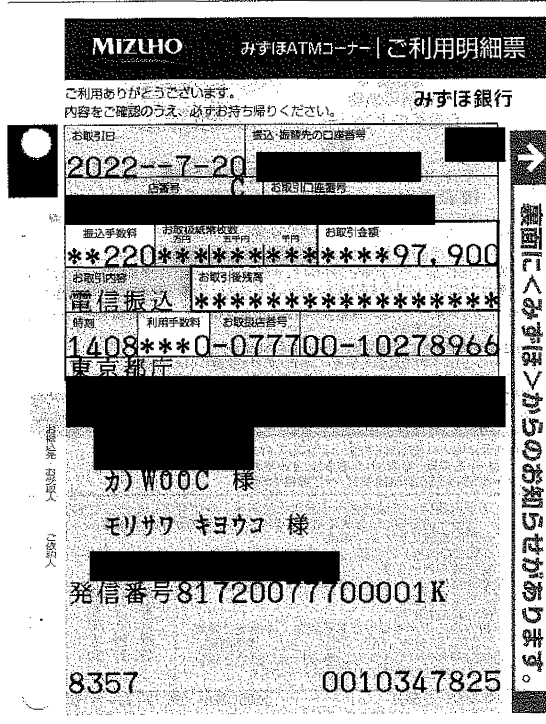 MIZUHO みずほATMコーナー ご利用明細票
ご利用ありがとうございます。
内容をご確認のうえ、必ずお持ち帰りください。
みずほ銀行
お取引日 振込・振替先の口座番号
2022--7-20
店番号 お取引口座番号
C
振込手数料 お取扱紙幣枚数 万円 五千円 千円 お取引金額
**220**************97,900
お取引内容 お取引後残高
電信振込 ******************
時刻 利用手数料 お取扱店番号
1408***0-077700-10278966
東京都庁
お振込先 お受取人
カ)WOOC 様
モリサワ キヨウコ 様
ご依頼人
発信番号81720077700001K
8357 0010347825
裏面に<みずほ>からのお知らせがあります。